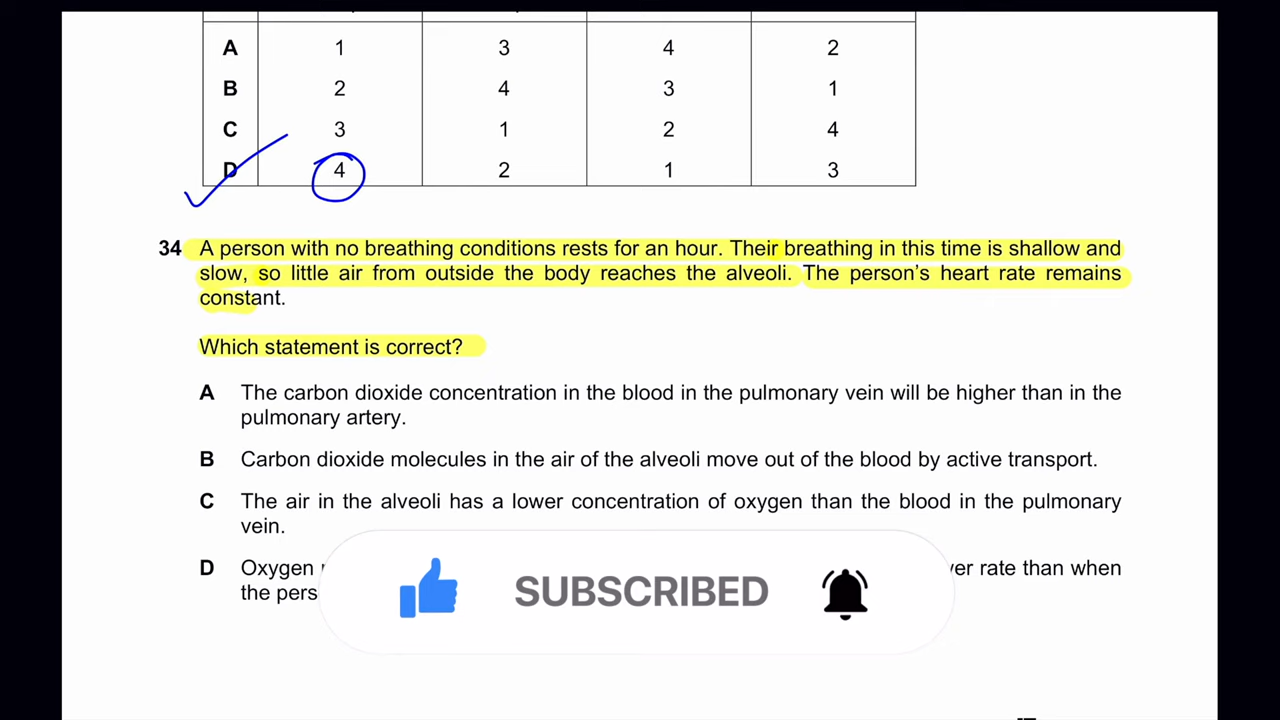 A 1 3 4 2
B 2 4 3 1
C 3 1 2 4
D 4 2 1 3
34 A person with no breathing conditions rests for an hour. Their breathing in this time is shallow and
slow, so little air from outside the body reaches the alveoli. The person's heart rate remains
constant.
Which statement is correct?
A The carbon dioxide concentration in the blood in the pulmonary vein will be higher than in the
pulmonary artery.
B Carbon dioxide molecules in the air of the alveoli move out of the blood by active transport.
C The air in the alveoli has a lower concentration of oxygen than the blood in the pulmonary
vein.
D Oxygen rate than when
the
SUBSCRIBED